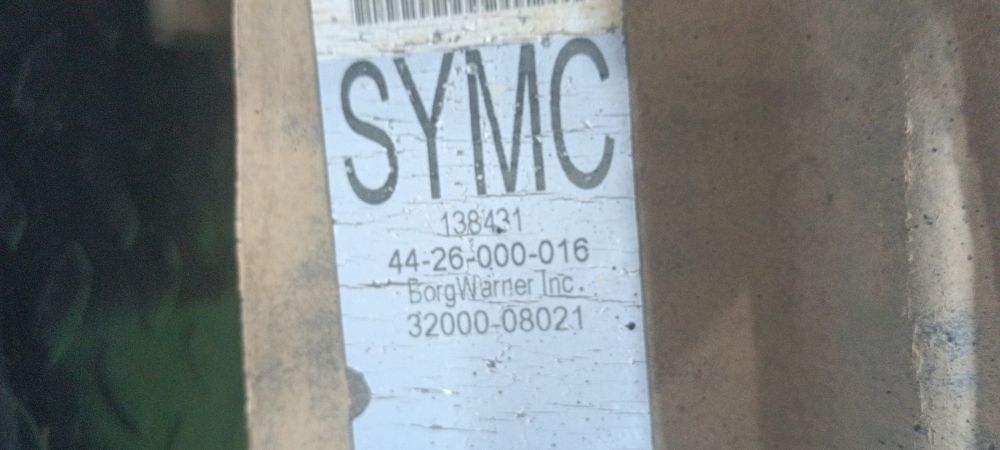 SYMC
138431
44-26-000-016
BorgWarner Inc.
32000-08021